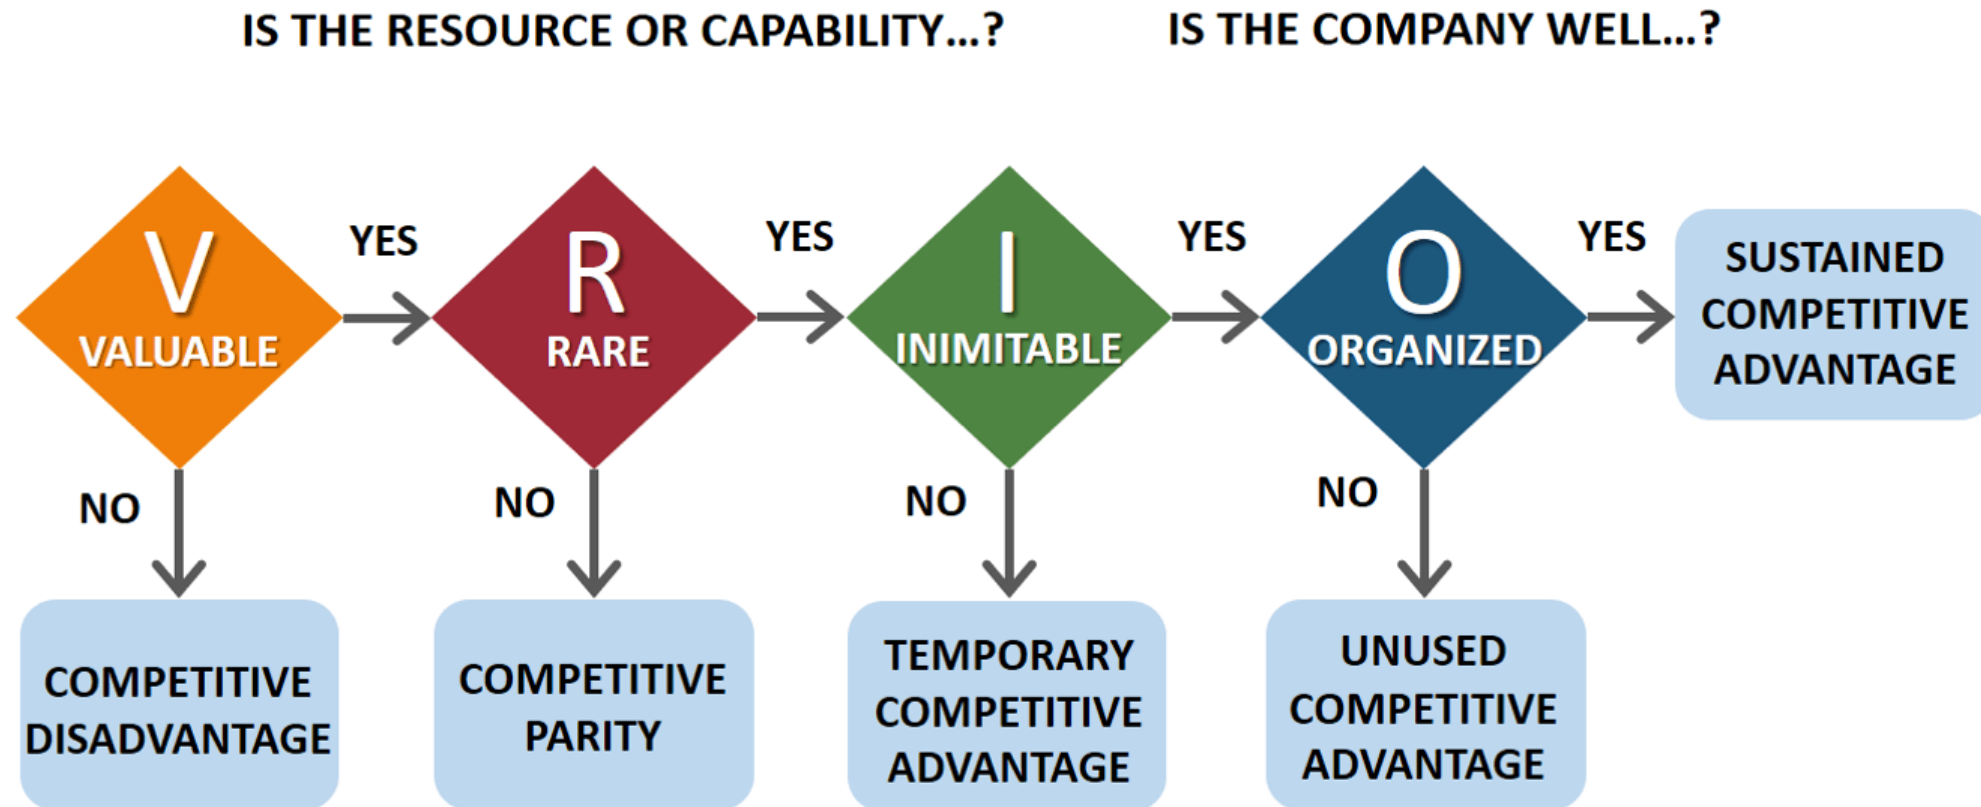 IS THE RESOURCE OR CAPABILITY...?
IS THE COMPANY WELL...?
V
VALUABLE
YES
R
RARE
YES
I
INIMITABLE
YES
O
ORGANIZED
YES
SUSTAINED
COMPETITIVE
ADVANTAGE
NO
NO
NO
NO
COMPETITIVE
DISADVANTAGE
COMPETITIVE
PARITY
TEMPORARY
COMPETITIVE
ADVANTAGE
UNUSED
COMPETITIVE
ADVANTAGE